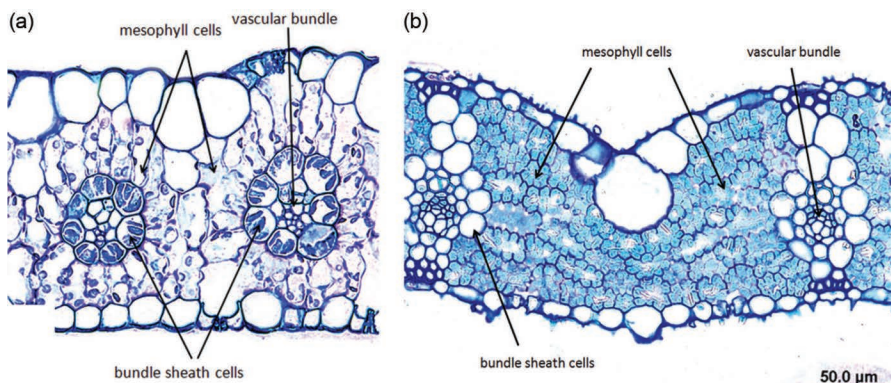 (a)
mesophyll cells
vascular bundle
bundle sheath cells
(b)
mesophyll cells
vascular bundle
bundle sheath cells
50.0 µm